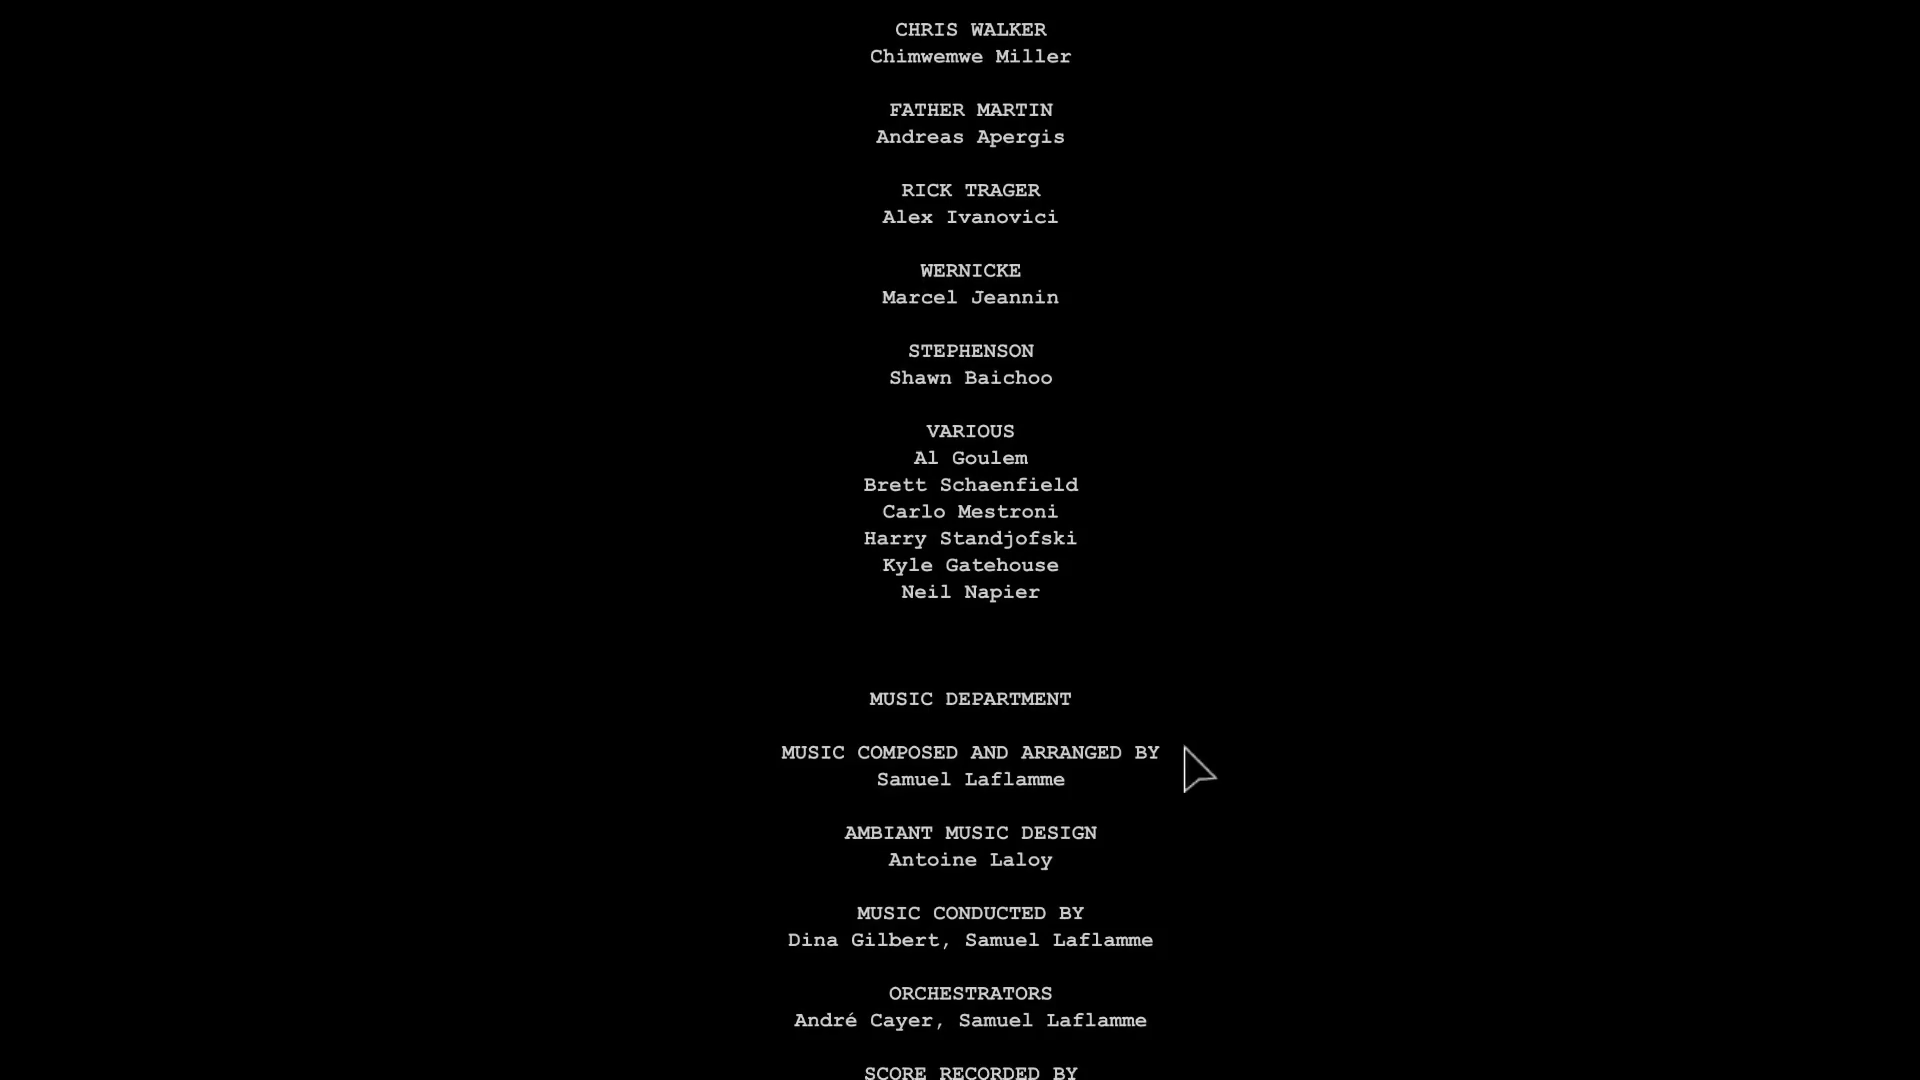 CHRIS WALKER
Chimwemwe Miller
FATHER MARTIN
Andreas Apergis
RICK TRAGER
Alex Ivanovici
WERNICKE
Marcel Jeannin
STEPHENSON
Shawn Baichoo
VARIOUS
Al Goulem
Brett Schaenfield
Carlo Mestroni
Harry Standjofski
Kyle Gatehouse
Neil Napier
MUSIC DEPARTMENT
MUSIC COMPOSED AND ARRANGED BY
Samuel Laflamme
AMBIANT MUSIC DESIGN
Antoine Laloy
MUSIC CONDUCTED BY
Dina Gilbert, Samuel Laflamme
ORCHESTRATORS
André Cayer, Samuel Laflamme
SCORE RECORDED BY